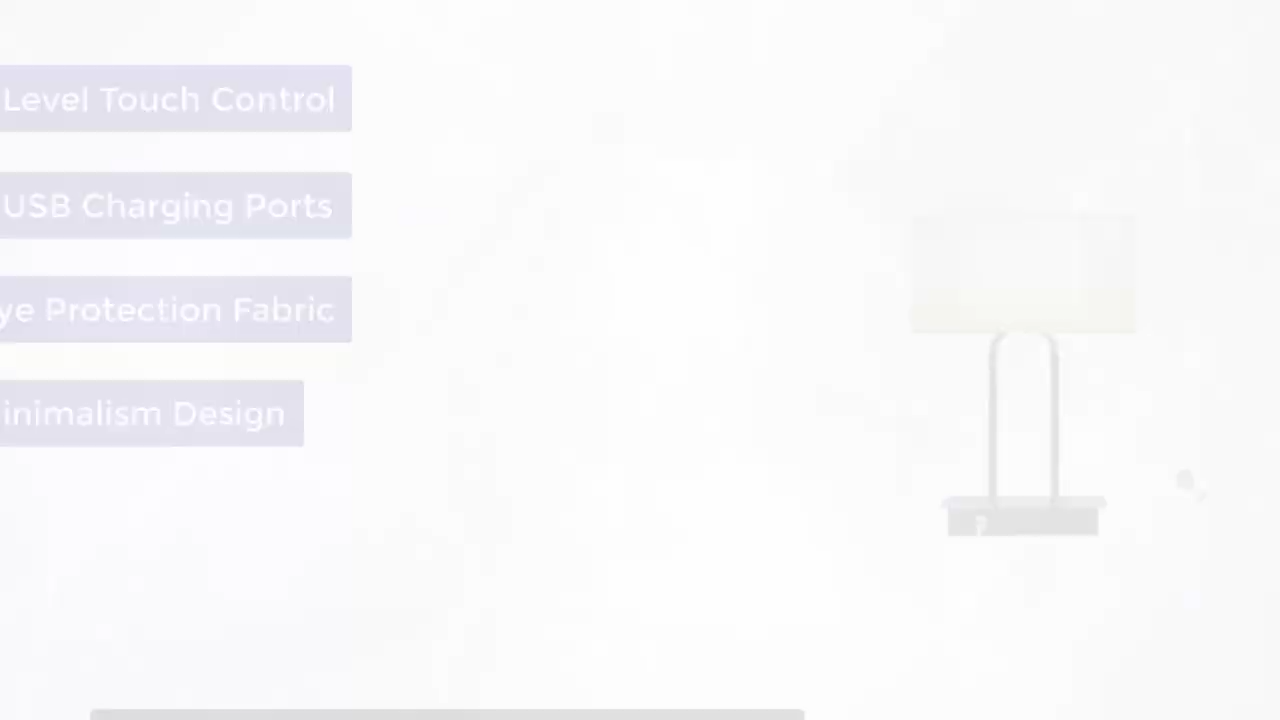 Level Touch Control
USB Charging Ports
ye Protection Fabric
inimalism Design